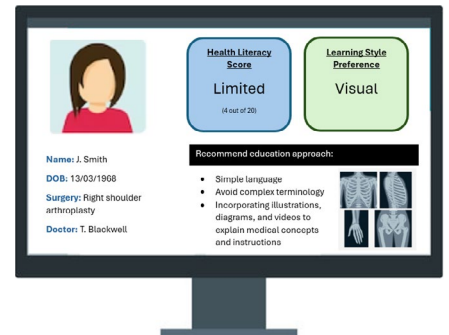 Health Literacy
Score
Limited
(4 out of 20)
Learning Style
Preference
Visual
Name: J. Smith
DOB: 13/03/1968
Surgery: Right shoulder
arthroplasty
Doctor: T. Blackwell
Recommend education approach:
• Simple language
• Avoid complex terminology
• Incorporating illustrations,
diagrams, and videos to
explain medical concepts
and instructions